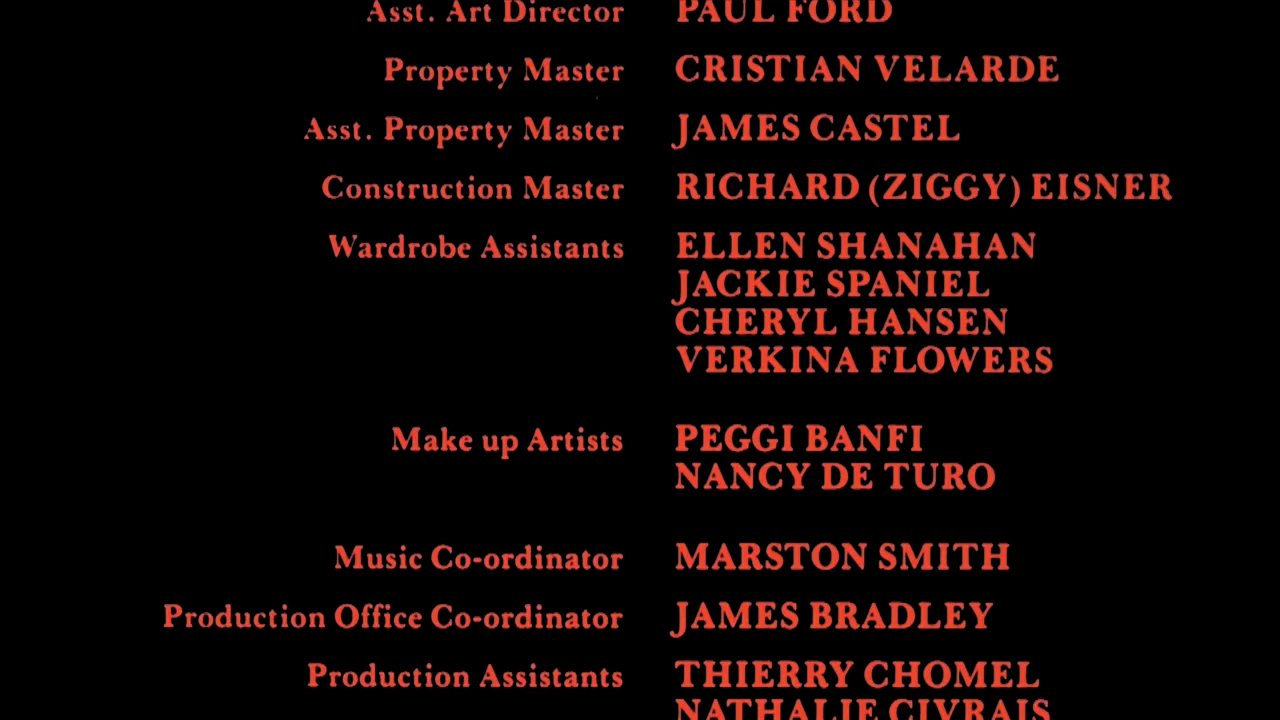 Asst. Art Director PAUL FORD
Property Master CRISTIAN VELARDE
Asst. Property Master JAMES CASTEL
Construction Master RICHARD (ZIGGY) EISNER
Wardrobe Assistants ELLEN SHANAHAN
JACKIE SPANIEL
CHERYL HANSEN
VERKINA FLOWERS
Make up Artists PEGGI BANFI
NANCY DE TURO
Music Co-ordinator MARSTON SMITH
Production Office Co-ordinator JAMES BRADLEY
Production Assistants THIERRY CHOMEL
NATHALIE CIVRAIS